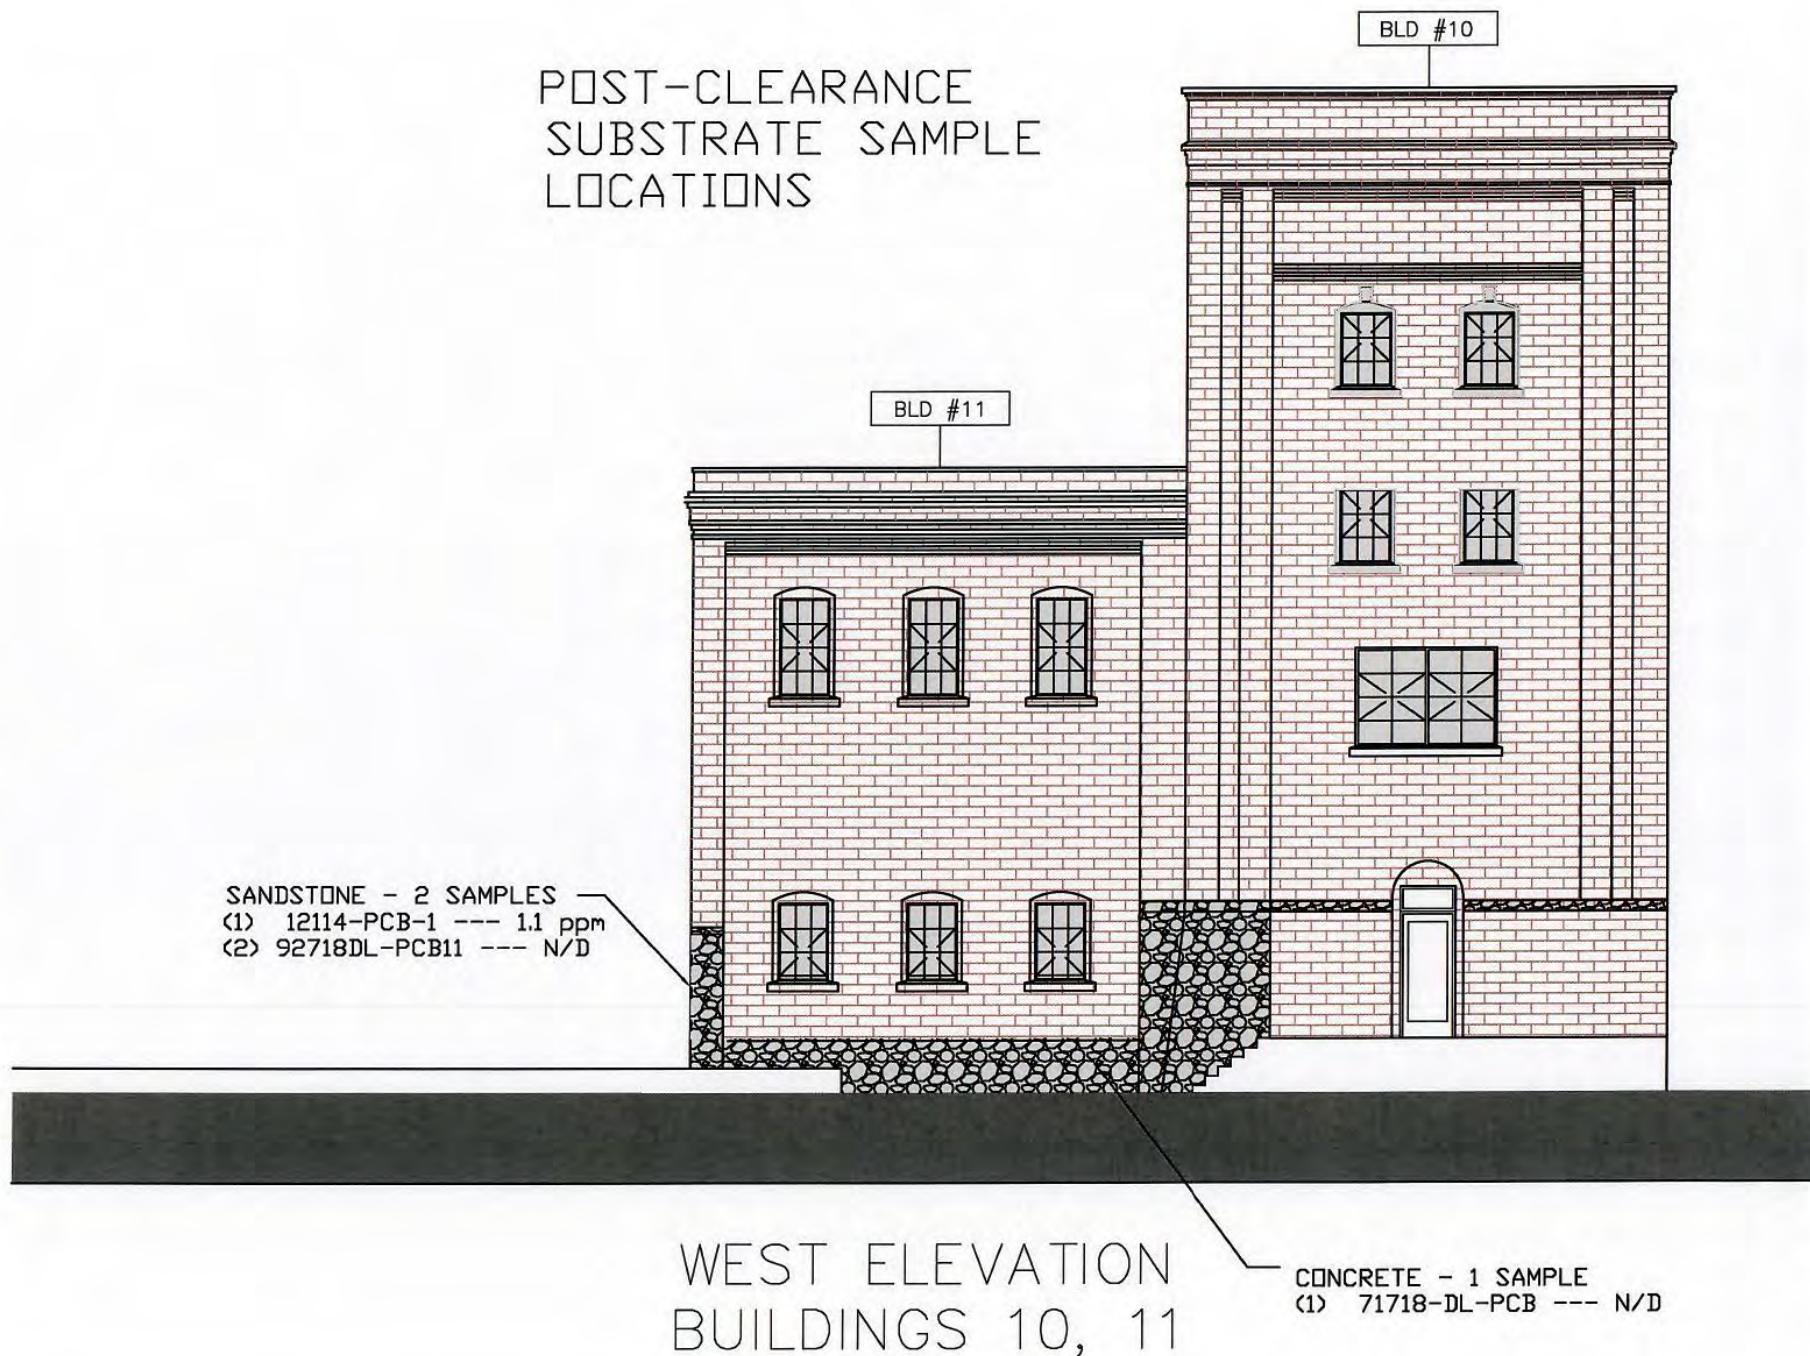 BLD #10
POST-CLEARANCE
SUBSTRATE SAMPLE
LOCATIONS
BLD #11
SANDSTONE - 2 SAMPLES
(1) 12114-PCB-1 --- 1.1 ppm
(2) 92718DL-PCB11 --- N/D
WEST ELEVATION
BUILDINGS 10, 11
CONCRETE - 1 SAMPLE
(1) 71718-DL-PCB --- N/D